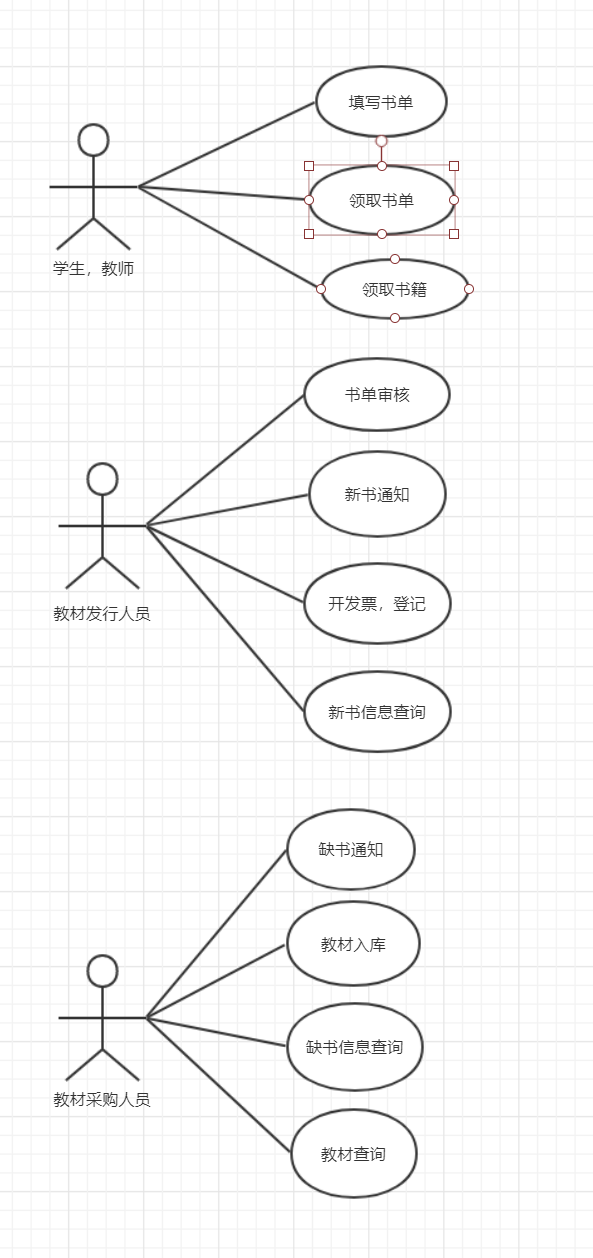 填写书单
领取书单
学生，教师
领取书籍
书单审核
新书通知
开发票，登记
教材发行人员
新书信息查询
缺书通知
教材入库
缺书信息查询
教材采购人员
教材查询